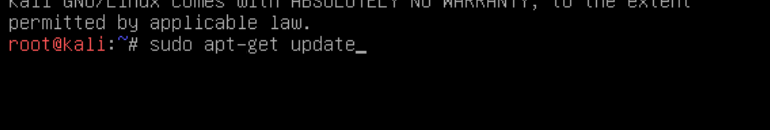 Kali GNU/Linux comes with ABSOLUTELY NO WARRANTY, to the extent
permitted by applicable law.
root@kali:~# sudo apt-get update_